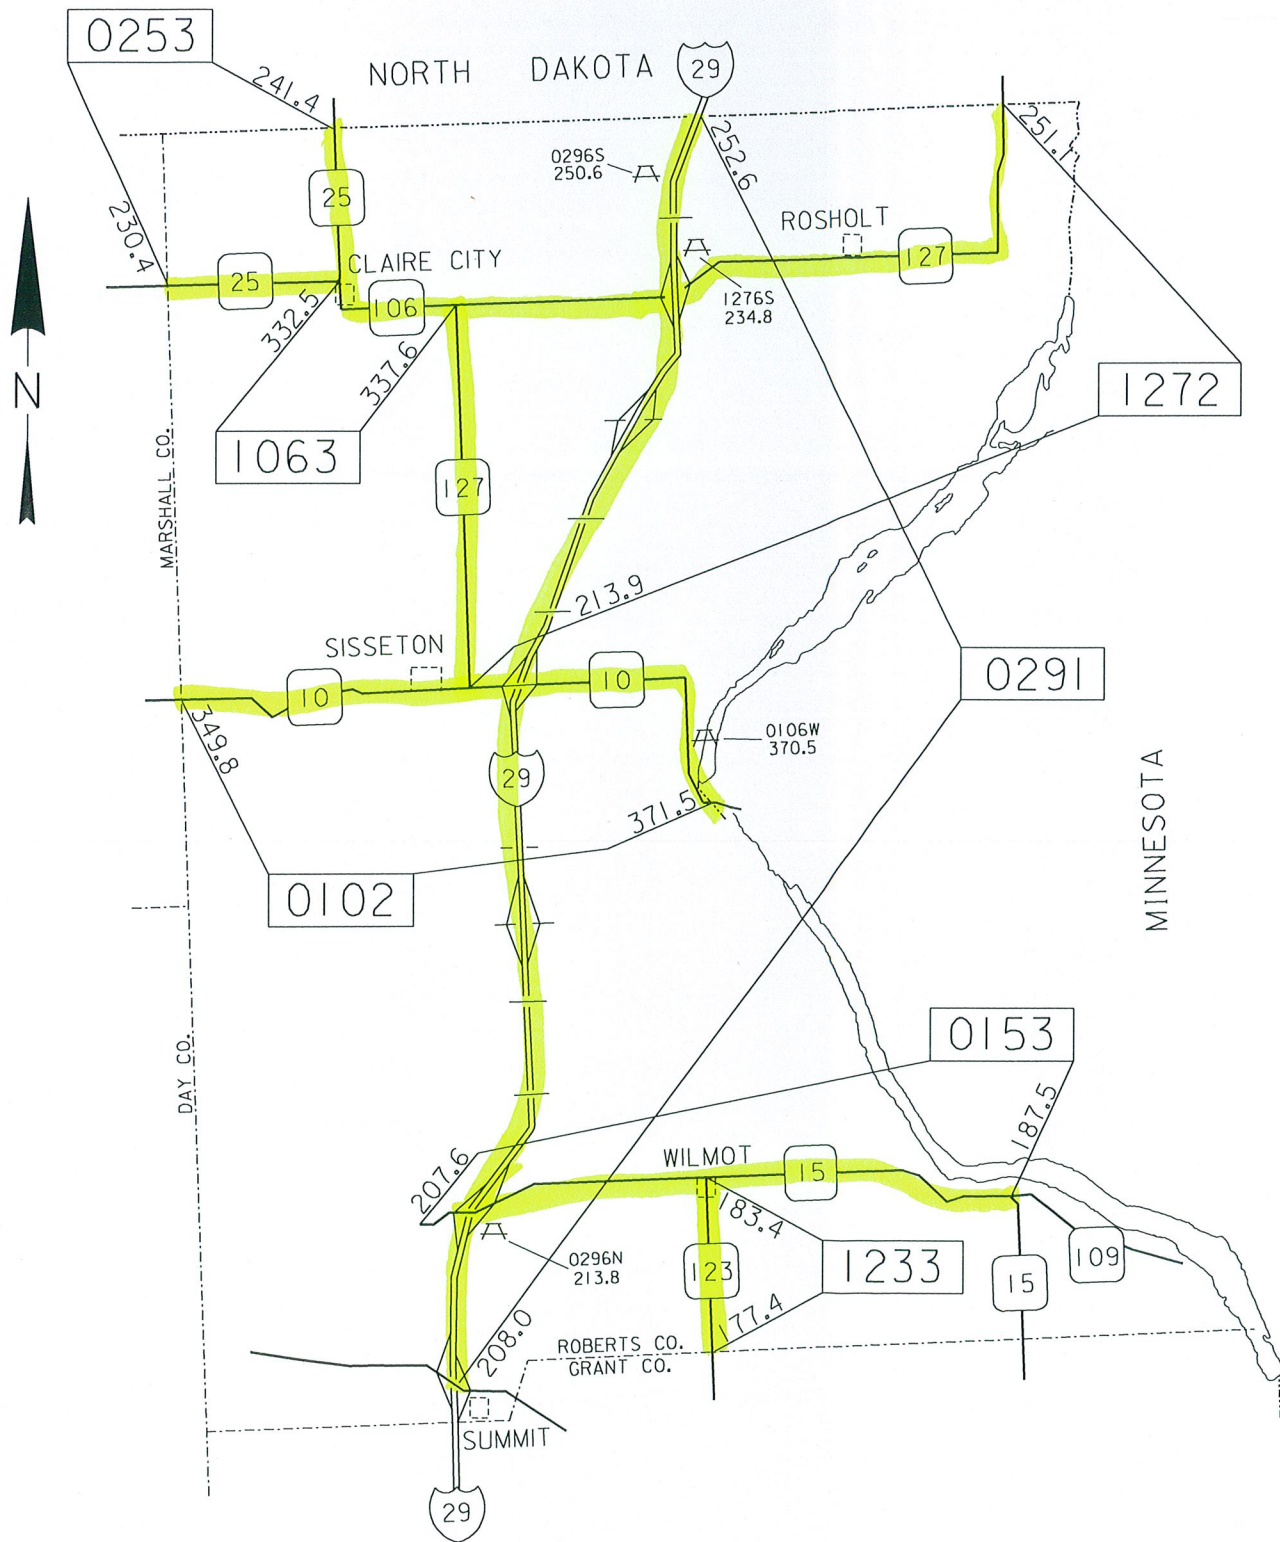 0253
NORTH DAKOTA
29
241.4
252.6
251.1
0296S
250.6
25
ROSHOLT
230.4
25
CLAIRE CITY
127
1276S
234.8
106
332.5
337.6
N
1272
1063
MARSHALL CO.
127
213.9
SISSETON
10
10
0291
349.8
0106W
370.5
29
371.5
MINNESOTA
0102
0153
DAY CO.
187.5
WILMOT
15
207.6
183.4
0296N
213.8
123
1233
109
15
77.4
208.0
ROBERTS CO.
GRANT CO.
SUMMIT
29